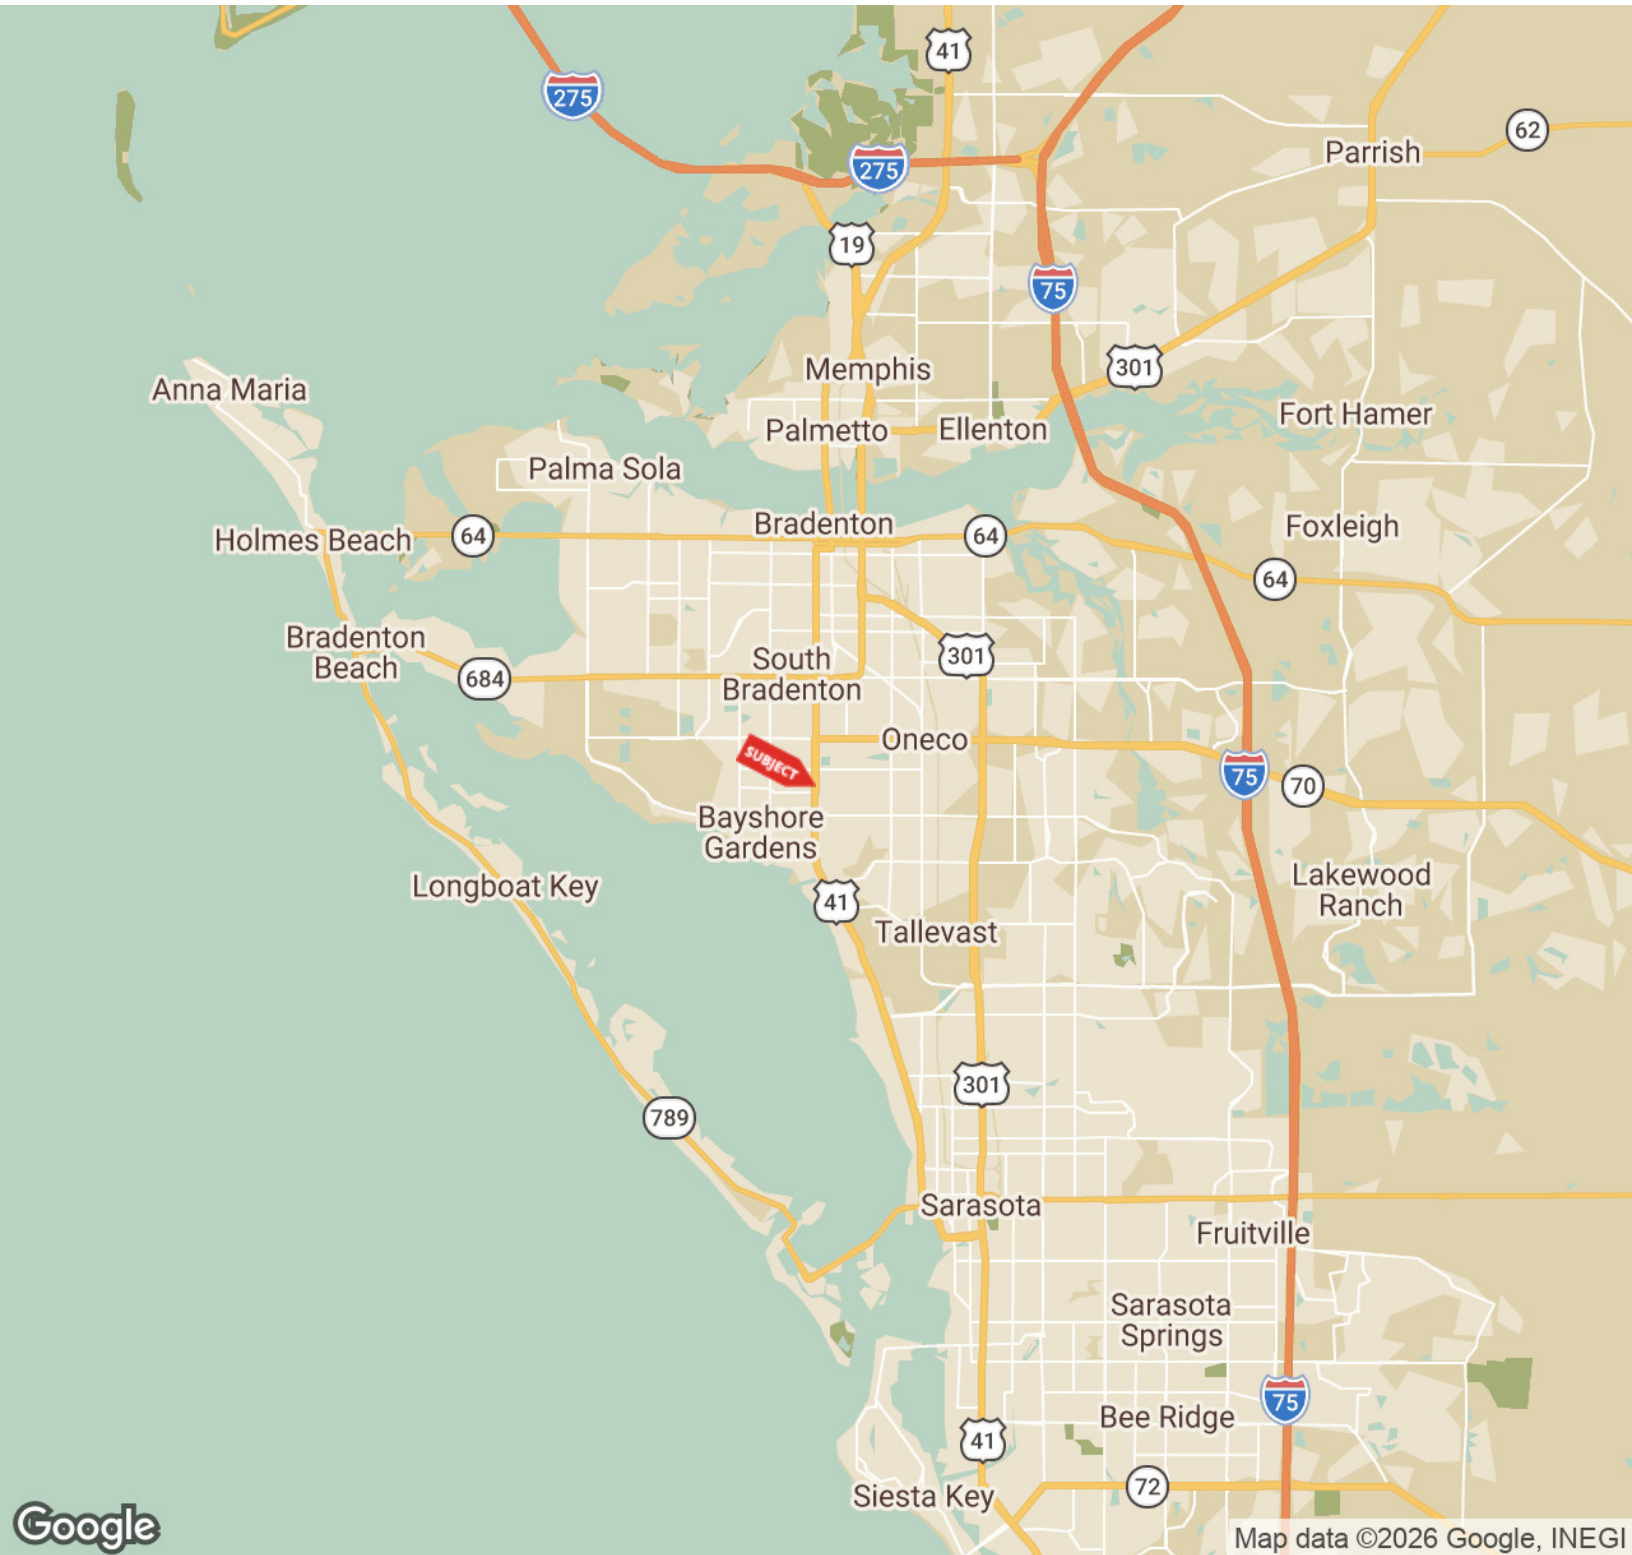 41
275
62
Parrish
275
19
75
Memphis
301
Anna Maria
Fort Hamer
Palmetto
Ellenton
Palma Sola
Bradenton
Foxleigh
Holmes Beach
64
64
64
Bradenton
Beach
South
Bradenton
301
684
Oneco
SUBJECT
75
70
Bayshore
Gardens
Longboat Key
Lakewood
Ranch
41
Tallevast
301
789
Sarasota
Fruitville
Sarasota
Springs
75
Bee Ridge
41
72
Siesta Key
Google
Map data ©2026 Google, INEGI